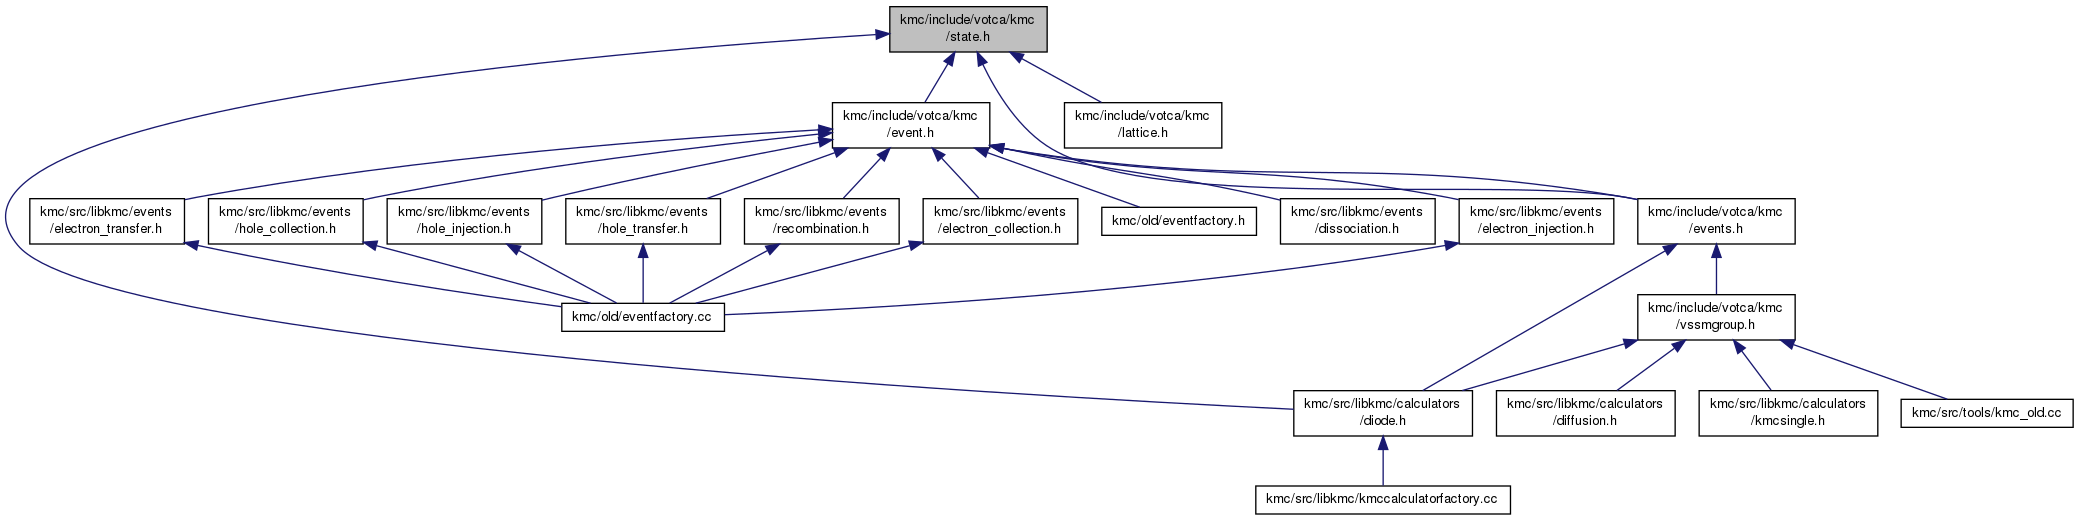 kmc/include/votca/kmc
/state.h
kmc/include/votca/kmc
/event.h
kmc/include/votca/kmc
/lattice.h
kmc/src/libkmc/events
/electron_transfer.h
kmc/src/libkmc/events
/hole_collection.h
kmc/src/libkmc/events
/hole_injection.h
kmc/src/libkmc/events
/hole_transfer.h
kmc/src/libkmc/events
/recombination.h
kmc/src/libkmc/events
/electron_collection.h
kmc/old/eventfactory.h
kmc/src/libkmc/events
/dissociation.h
kmc/src/libkmc/events
/electron_injection.h
kmc/include/votca/kmc
/events.h
kmc/old/eventfactory.cc
kmc/include/votca/kmc
/vssmgroup.h
kmc/src/libkmc/calculators
/diode.h
kmc/src/libkmc/calculators
/diffusion.h
kmc/src/libkmc/calculators
/kmcsingle.h
kmc/src/tools/kmc_old.cc
kmc/src/libkmc/kmccalculatorfactory.cc